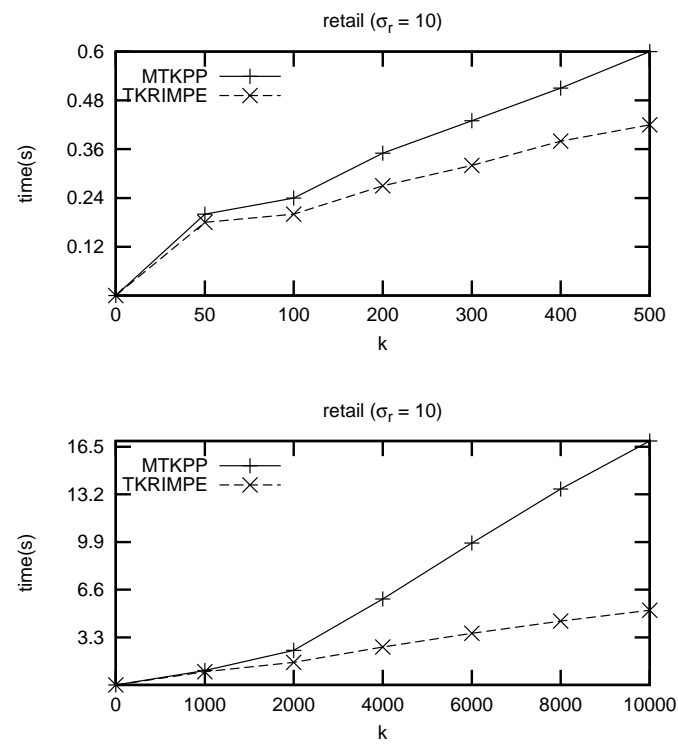 retail (σr = 10)
0.6
MTKPP
TKRIMPE
0.48
0.36
time(s)
0.24
0.12
0 50 100 200 300 400 500
k
retail (σr = 10)
16.5
MTKPP
TKRIMPE
13.2
9.9
time(s)
6.6
3.3
0 1000 2000 4000 6000 8000 10000
k